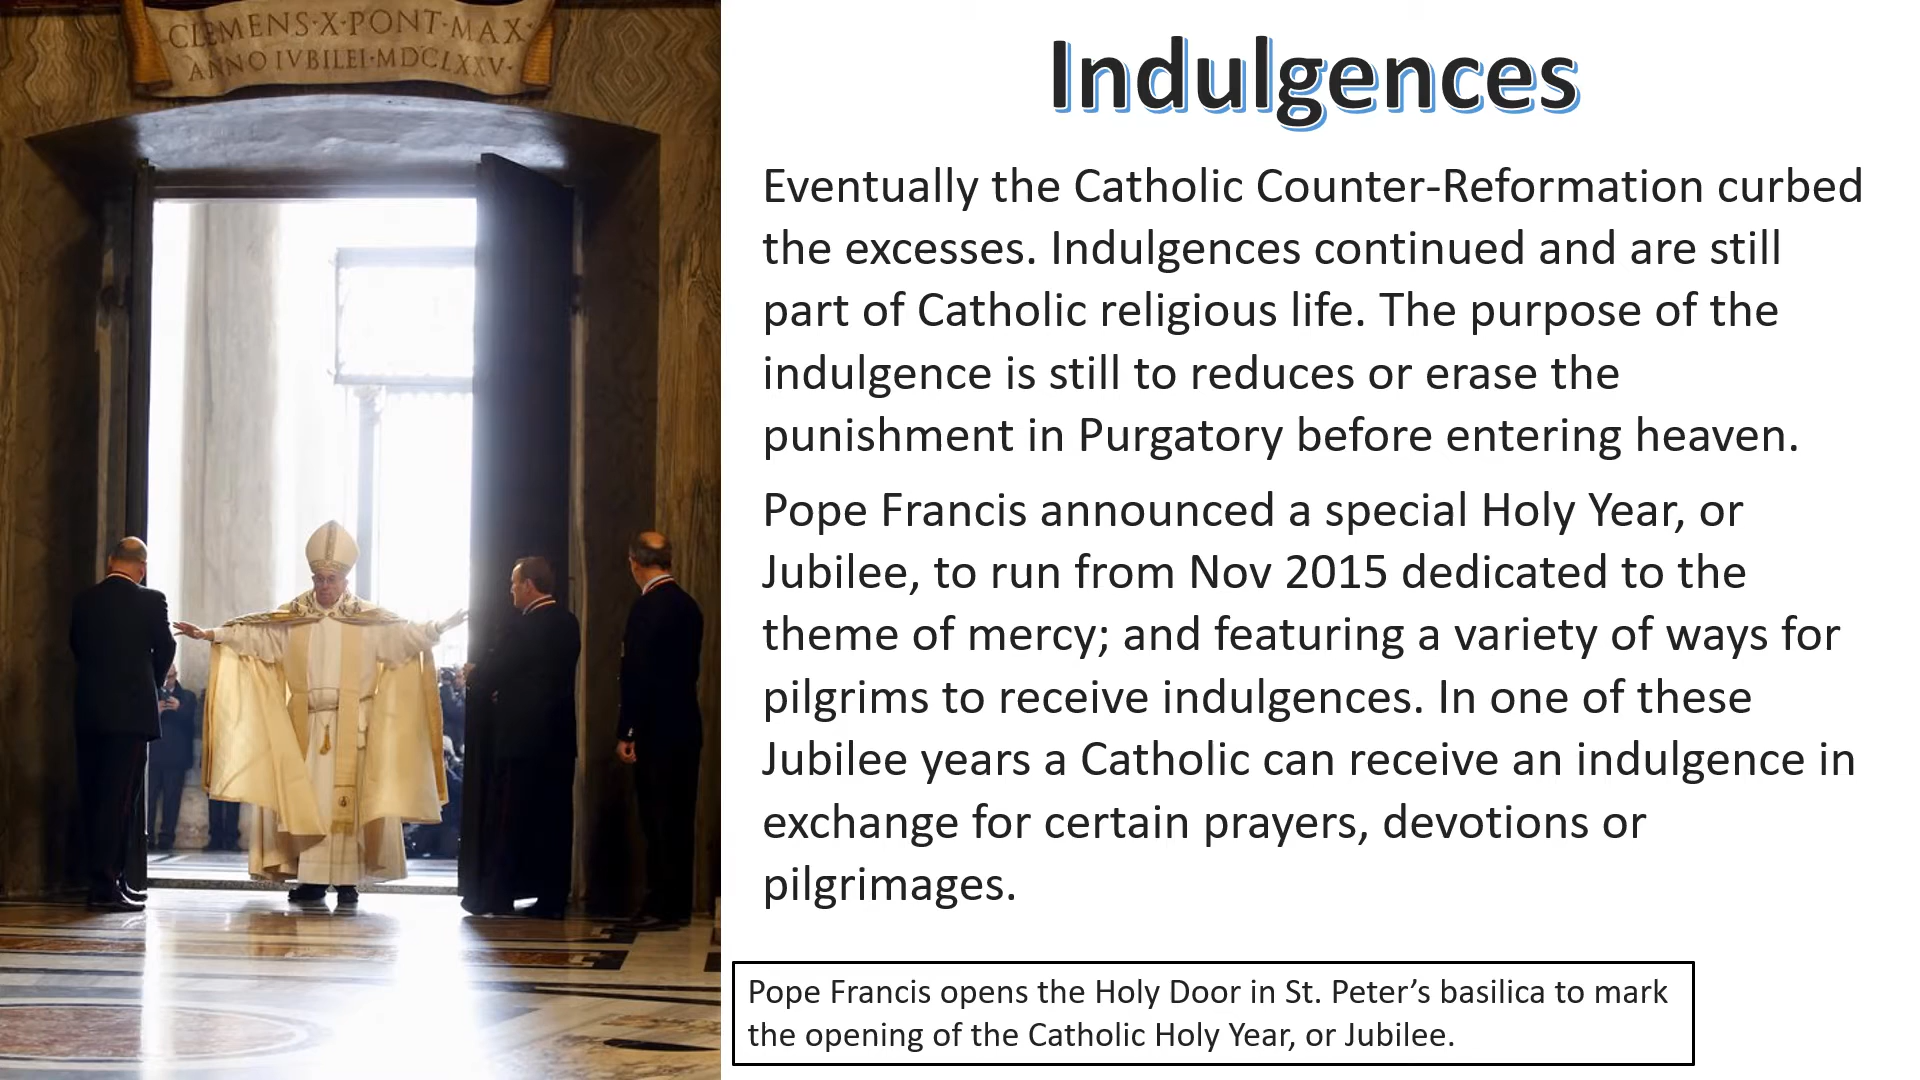 CLEMENS·X·PONT·MAX·
ANNO IVBILEI·MDCLXXV·
Indulgences
Eventually the Catholic Counter-Reformation curbed
the excesses. Indulgences continued and are still
part of Catholic religious life. The purpose of the
indulgence is still to reduces or erase the
punishment in Purgatory before entering heaven.
Pope Francis announced a special Holy Year, or
Jubilee, to run from Nov 2015 dedicated to the
theme of mercy; and featuring a variety of ways for
pilgrims to receive indulgences. In one of these
Jubilee years a Catholic can receive an indulgence in
exchange for certain prayers, devotions or
pilgrimages.
Pope Francis opens the Holy Door in St. Peter’s basilica to mark
the opening of the Catholic Holy Year, or Jubilee.